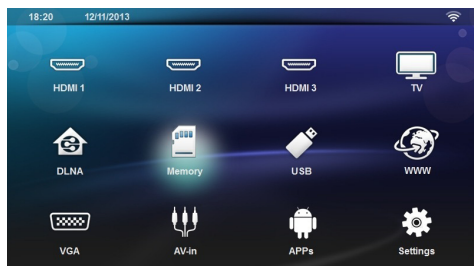 18:20 12/11/2013
HDMI 1 HDMI 2 HDMI 3 TV
DLNA Memory USB WWW
VGA AV-in APPs Settings